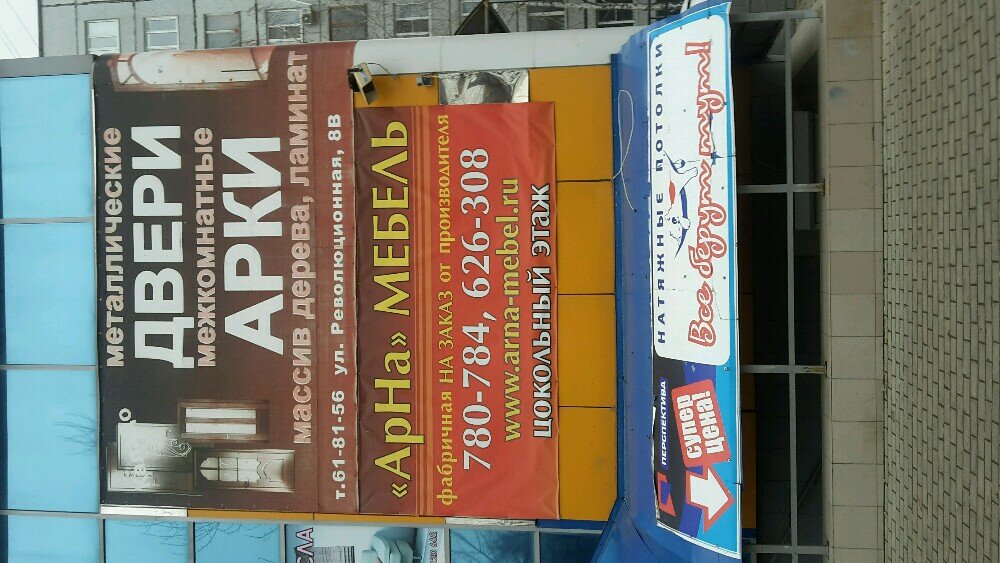 металлические
ДВЕРИ
межкомнатные
АРКИ
массив дерева, ламинат
т.61-81-56 ул. Революционная, 8В
«АрНа» МЕБЕЛЬ
фабричная НА ЗАКАЗ от производителя
780-784, 626-308
www.arna-mebel.ru
цокольный этаж
НАТЯЖНЫЕ ПОТОЛКИ
Все берут тут!
ПЕРСПЕКТИВА
супер
цена!